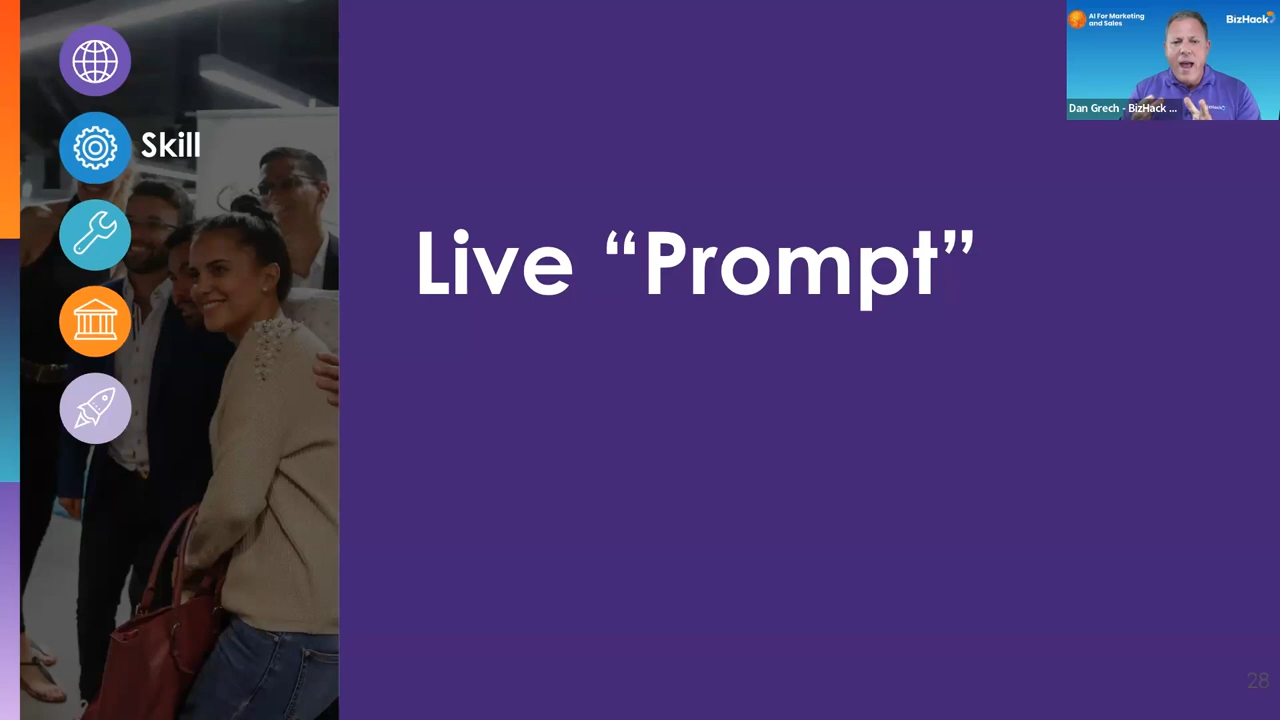 Skill
Live “Prompt”
AI For Marketing
and Sales
BizHack
Dan Grech - BizHack ...
28